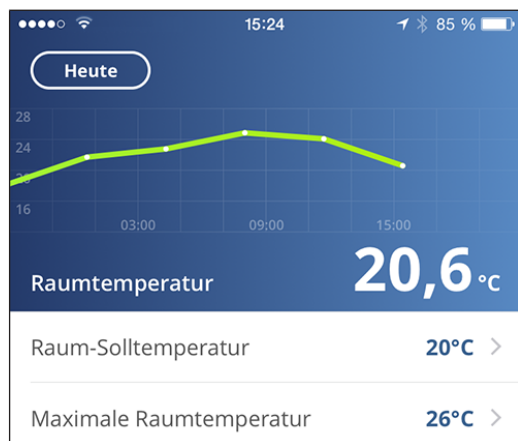 15:24 85 %
Heute
28
24
20
16
03:00 09:00 15:00
Raumtemperatur 20,6 °C
Raum-Solltemperatur 20°C
Maximale Raumtemperatur 26°C